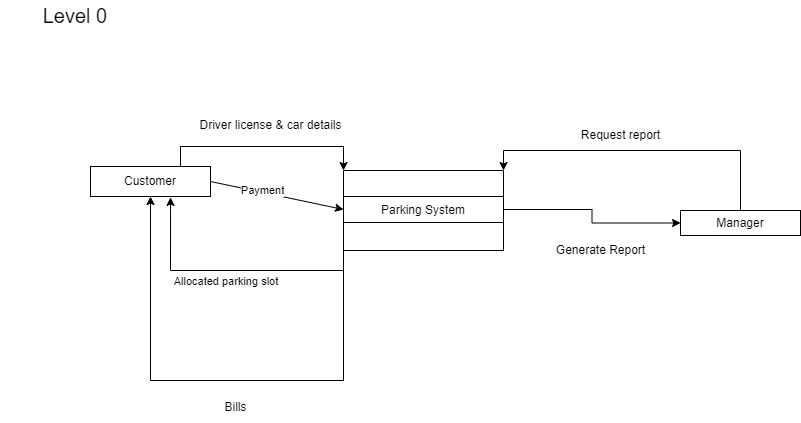 Level 0
Driver license & car details
Request report
Customer
Payment
Parking System
Manager
Generate Report
Allocated parking slot
Bills